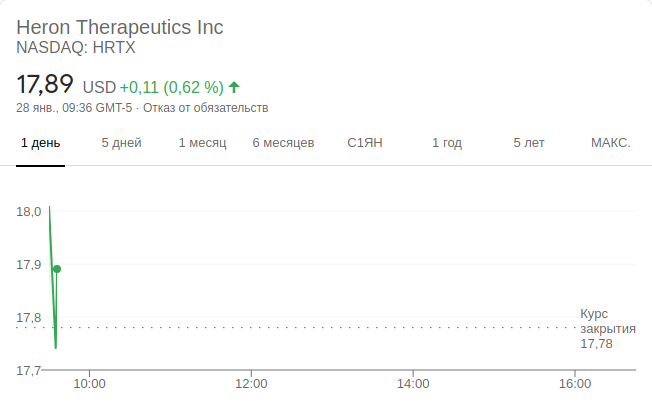 Heron Therapeutics Inc
NASDAQ: HRTX
17,89 USD +0,11 (0,62 %)
28 янв., 09:36 GMT-5 · Отказ от обязательств
1 день 5 дней 1 месяц 6 месяцев С1ЯН 1 год 5 лет МАКС.
18,0
17,9
17,8
Курс
закрытия
17,78
17,7
10:00 12:00 14:00 16:00